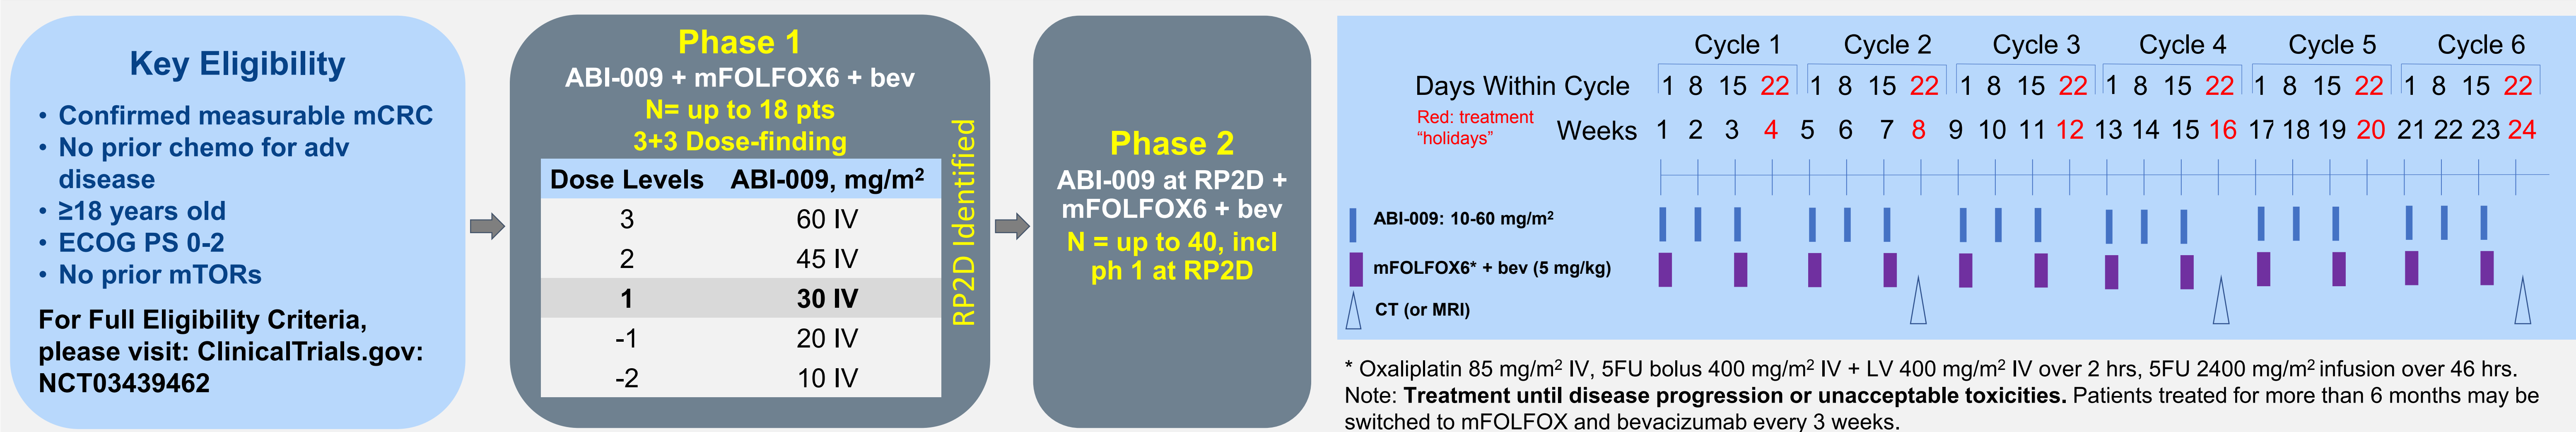 Key Eligibility
• Confirmed measurable mCRC
• No prior chemo for adv
disease
• ≥18 years old
• ECOG PS 0-2
• No prior mTORs
For Full Eligibility Criteria,
please visit: ClinicalTrials.gov:
NCT03439462
Phase 1
ABI-009 + mFOLFOX6 + bev
N= up to 18 pts
3+3 Dose-finding
Dose Levels ABI-009, mg/m²
3 60 IV
2 45 IV
1 30 IV
-1 20 IV
-2 10 IV
RP2D Identified
Phase 2
ABI-009 at RP2D +
mFOLFOX6 + bev
N = up to 40, incl
ph 1 at RP2D
Cycle 1 Cycle 2 Cycle 3 Cycle 4 Cycle 5 Cycle 6
Days Within Cycle 1 8 15 22 1 8 15 22 1 8 15 22 1 8 15 22 1 8 15 22 1 8 15 22
Red: treatment
"holidays"
Weeks 1 2 3 4 5 6 7 8 9 10 11 12 13 14 15 16 17 18 19 20 21 22 23 24
ABI-009: 10-60 mg/m²
mFOLFOX6* + bev (5 mg/kg)
CT (or MRI)
* Oxaliplatin 85 mg/m² IV, 5FU bolus 400 mg/m² IV + LV 400 mg/m² IV over 2 hrs, 5FU 2400 mg/m² infusion over 46 hrs.
Note: Treatment until disease progression or unacceptable toxicities. Patients treated for more than 6 months may be
switched to mFOLFOX and bevacizumab every 3 weeks.